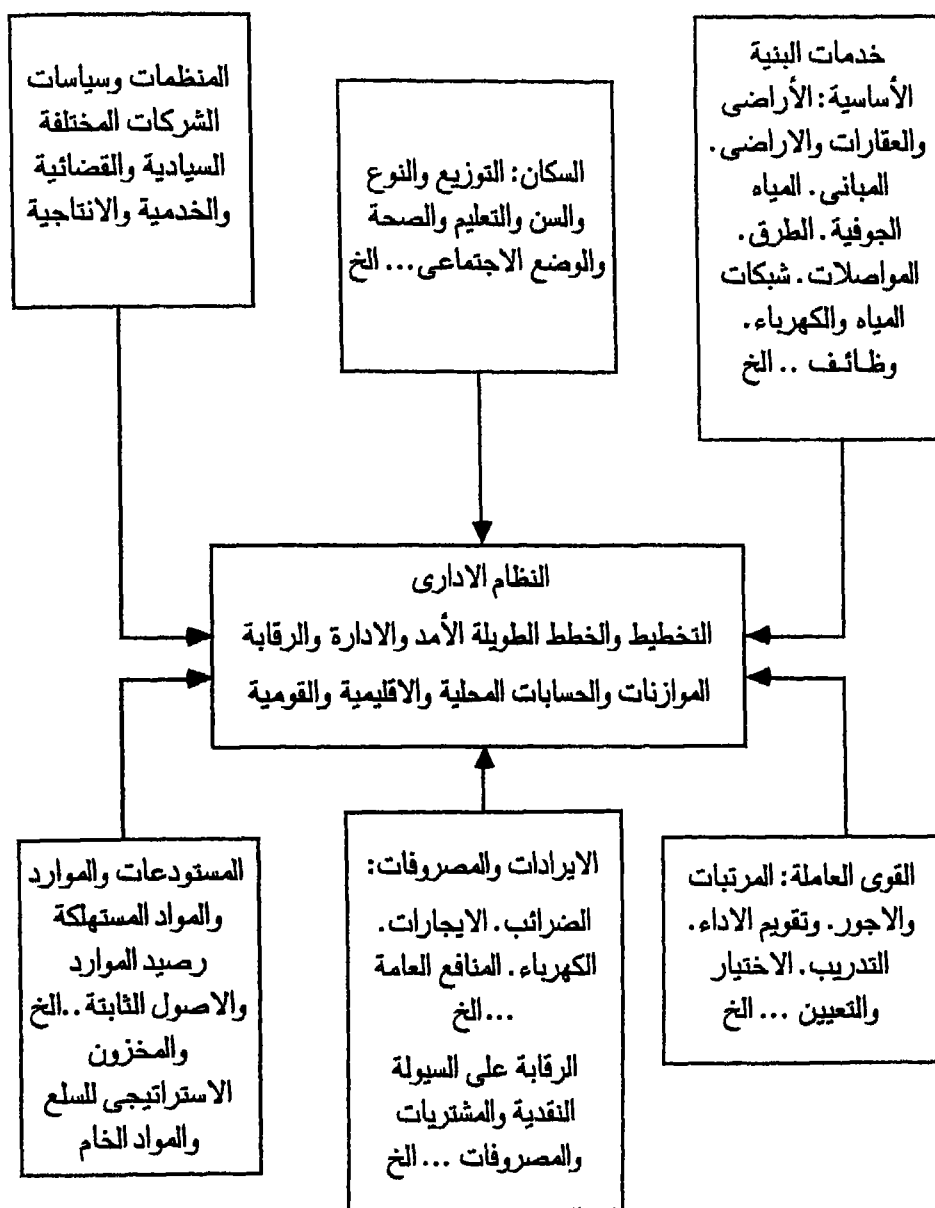 خدمات البنية
الأساسية: الأراضى
والعقارات والاراضى.
المبانى. المياه
الجوفية. الطرق.
المواصلات. شبكات
المياه والكهرباء.
وظائف .. الخ
السكان: التوزيع والنوع
والسن والتعليم والصحة
والوضع الاجتماعى... الخ
المنظمات وسياسات
الشركات المختلفة
السيادية والقضائية
والخدمية والانتاجية
النظام الادارى
التخطيط والخطط الطويلة الأمد والادارة والرقابة
الموازنات والحسابات المحلية والاقليمية والقومية
القوى العاملة: المرتبات
والاجور. وتقويم الاداء.
التدريب. الاختيار
والتعيين ... الخ
الايرادات والمصروفات:
الضرائب. الايجارات.
الكهرباء. المنافع العامة
...الخ
الرقابة على السيولة
النقدية والمشتريات
والمصروفات ... الخ
المستودعات والموارد
والمواد المستهلكة
رصيد الموارد
والاصول الثابتة..الخ
والمخزون
الاستراتيجى للسلع
والمواد الخام